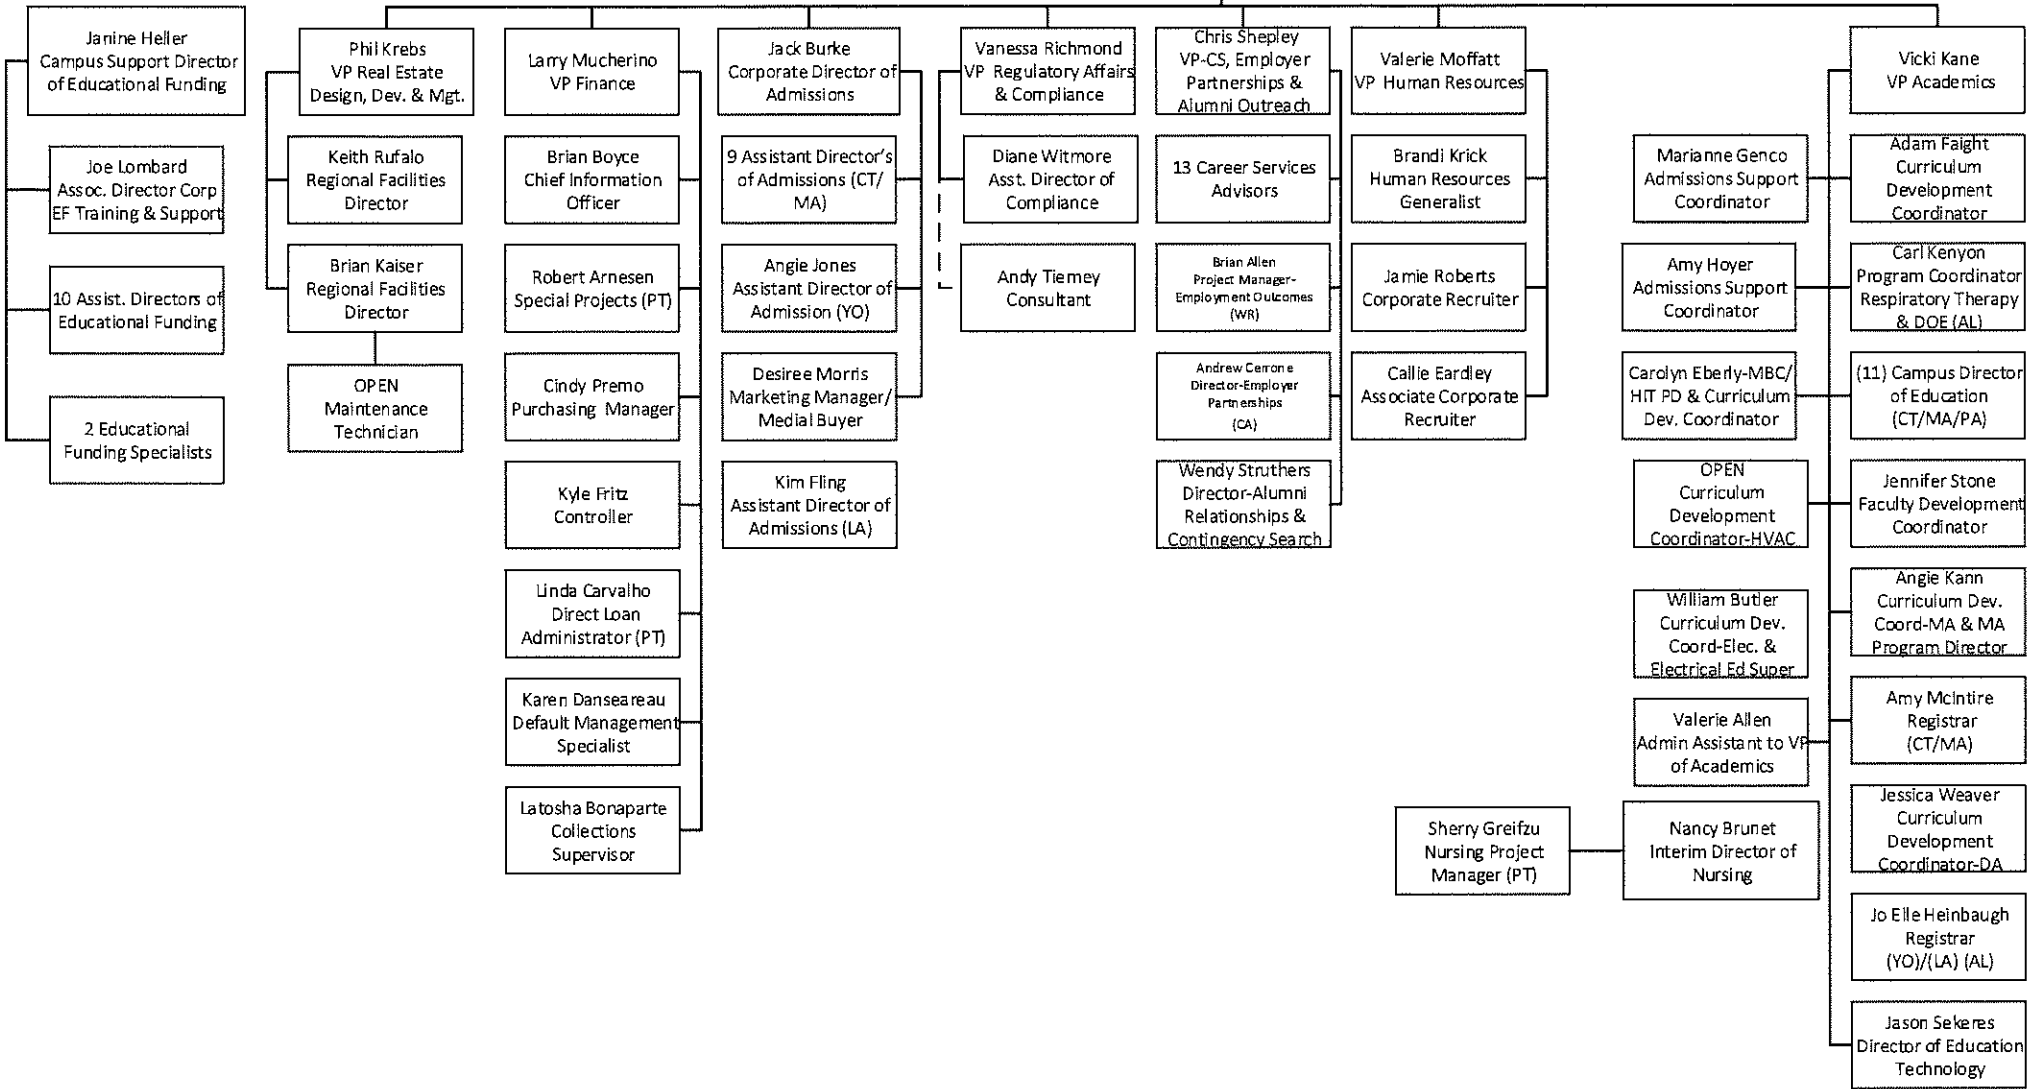 Janine Heller
Campus Support Director
of Educational Funding
Joe Lombard
Assoc. Director Corp
EF Training & Support
10 Assist. Directors of
Educational Funding
2 Educational
Funding Specialists
Phil Krebs
VP Real Estate
Design, Dev. & Mgt.
Keith Rufalo
Regional Facilities
Director
Brian Kaiser
Regional Facilities
Director
OPEN
Maintenance
Technician
Larry Mucherino
VP Finance
Brian Boyce
Chief Information
Officer
Robert Arnesen
Special Projects (PT)
Cindy Premo
Purchasing Manager
Kyle Fritz
Controller
Linda Carvalho
Direct Loan
Administrator (PT)
Karen Danseareau
Default Management
Specialist
Latosha Bonaparte
Collections
Supervisor
Jack Burke
Corporate Director of
Admissions
9 Assistant Director's
of Admissions (CT/
MA)
Angie Jones
Assistant Director of
Admission (YO)
Desiree Morris
Marketing Manager/
Medial Buyer
Kim Fling
Assistant Director of
Admissions (LA)
Vanessa Richmond
VP Regulatory Affairs
& Compliance
Diane Witmore
Asst. Director of
Compliance
Andy Tierney
Consultant
Chris Shepley
VP-CS, Employer
Partnerships &
Alumni Outreach
13 Career Services
Advisors
Brian Allen
Project Manager-
Employment Outcomes
(WR)
Andrew Cerrone
Director-Employer
Partnerships
(CA)
Wendy Struthers
Director-Alumni
Relationships &
Contingency Search
Valerie Moffatt
VP Human Resources
Brandi Krick
Human Resources
Generalist
Jamie Roberts
Corporate Recruiter
Callie Eardley
Associate Corporate
Recruiter
Vicki Kane
VP Academics
Marianne Genco
Admissions Support
Coordinator
Amy Hoyer
Admissions Support
Coordinator
Carolyn Eberly-MBC/
HIT PD & Curriculum
Dev. Coordinator
OPEN
Curriculum
Development
Coordinator-HVAC
William Butler
Curriculum Dev.
Coord-Elec. &
Electrical Ed Super
Valerie Allen
Admin Assistant to VP
of Academics
Sherry Greifzu
Nursing Project
Manager (PT)
Nancy Brunet
Interim Director of
Nursing
Adam Faight
Curriculum
Development
Coordinator
Carl Kenyon
Program Coordinator
Respiratory Therapy
& DOE (AL)
(11) Campus Director
of Education
(CT/MA/PA)
Jennifer Stone
Faculty Development
Coordinator
Angie Kann
Curriculum Dev.
Coord-MA & MA
Program Director
Amy McIntire
Registrar
(CT/MA)
Jessica Weaver
Curriculum
Development
Coordinator-DA
Jo Elle Heinbaugh
Registrar
(YO)/(LA) (AL)
Jason Sekeres
Director of Education
Technology